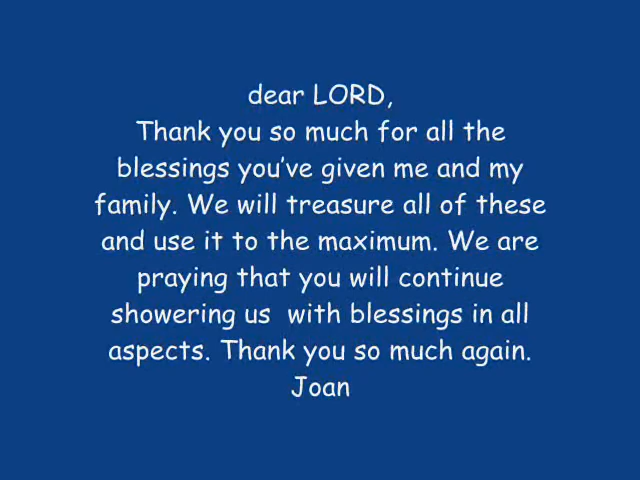 dear LORD,
Thank you so much for all the
blessings you've given me and my
family. We will treasure all of these
and use it to the maximum. We are
praying that you will continue
showering us  with blessings in all
aspects. Thank you so much again.
Joan